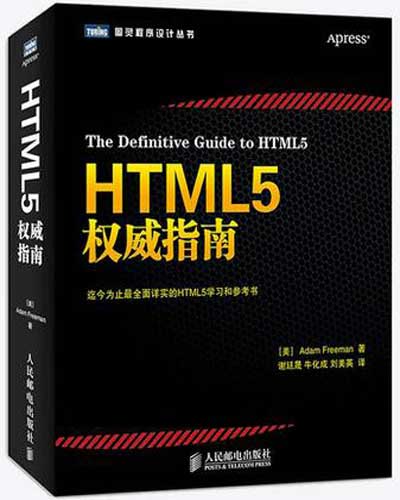 TURING 图灵程序设计丛书
Apress®
The Definitive Guide to HTML5
HTML5
权威指南
迄今为止最全面详实的HTML5学习和参考书
[美] Adam Freeman 著
谢廷晟 牛化成 刘美英 译
人民邮电出版社
POSTS & TELECOM PRESS
HTML5
权威
指南
[美]
Adam Freeman
著
人民邮电出版社